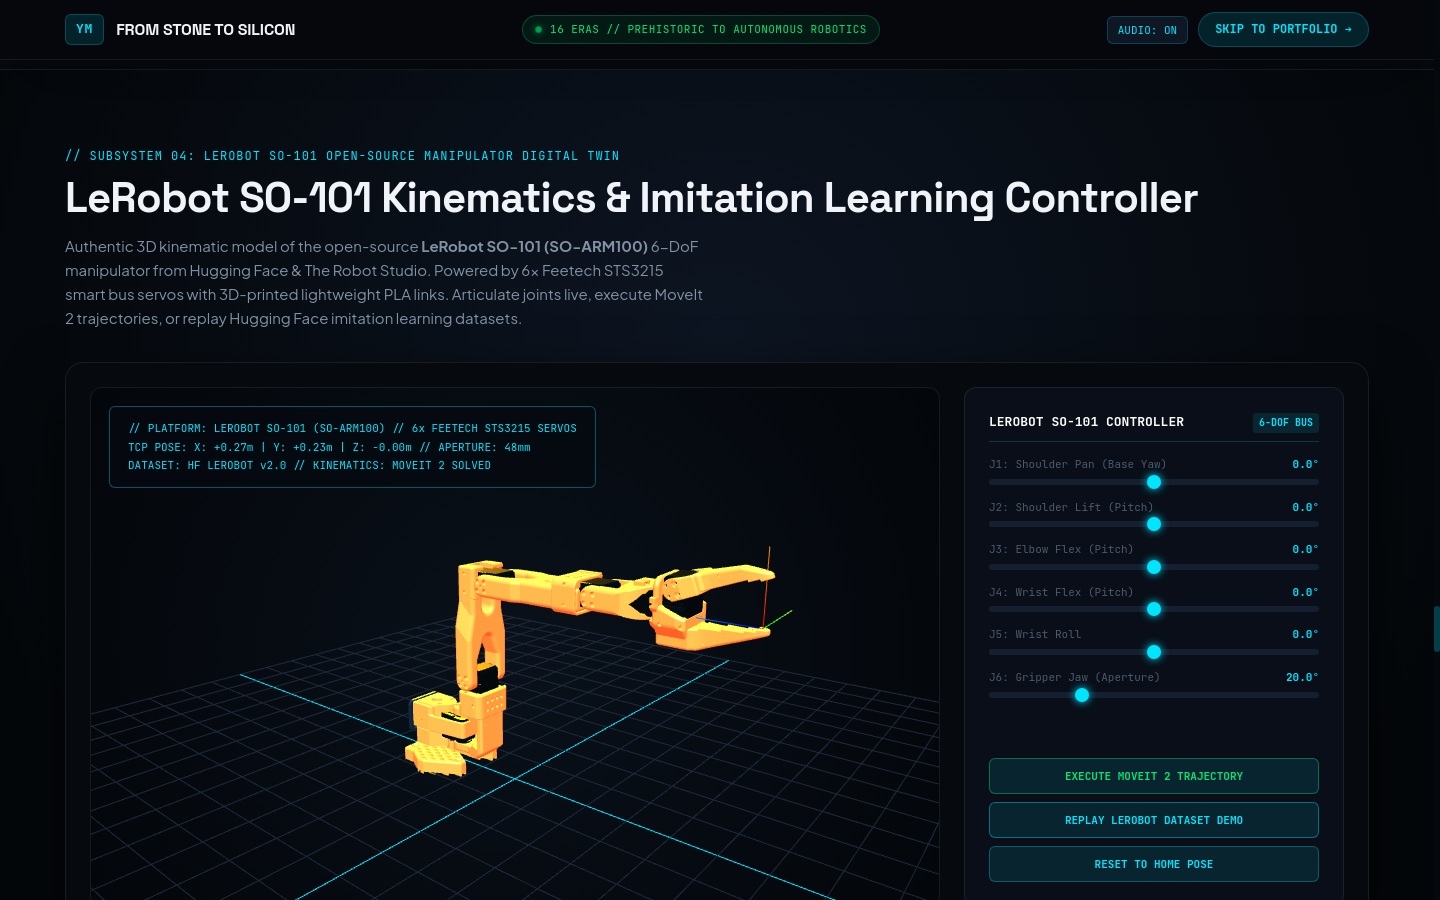 YM
FROM STONE TO SILICON
16 ERAS // PREHISTORIC TO AUTONOMOUS ROBOTICS
AUDIO: ON
SKIP TO PORTFOLIO →
// SUBSYSTEM 04: LEROBOT SO-101 OPEN-SOURCE MANIPULATOR DIGITAL TWIN
LeRobot SO-101 Kinematics & Imitation Learning Controller
Authentic 3D kinematic model of the open-source LeRobot SO-101 (SO-ARM100) 6-DoF
manipulator from Hugging Face & The Robot Studio. Powered by 6× Feetech STS3215
smart bus servos with 3D-printed lightweight PLA links. Articulate joints live, execute MoveIt
2 trajectories, or replay Hugging Face imitation learning datasets.
// PLATFORM: LEROBOT SO-101 (SO-ARM100) // 6x FEETECH STS3215 SERVOS
TCP POSE: X: +0.27m | Y: +0.23m | Z: -0.00m // APERTURE: 48mm
DATASET: HF LEROBOT v2.0 // KINEMATICS: MOVEIT 2 SOLVED
LEROBOT SO-101 CONTROLLER
6-DOF BUS
J1: Shoulder Pan (Base Yaw) 0.0°
J2: Shoulder Lift (Pitch) 0.0°
J3: Elbow Flex (Pitch) 0.0°
J4: Wrist Flex (Pitch) 0.0°
J5: Wrist Roll 0.0°
J6: Gripper Jaw (Aperture) 20.0°
EXECUTE MOVEIT 2 TRAJECTORY
REPLAY LEROBOT DATASET DEMO
RESET TO HOME POSE